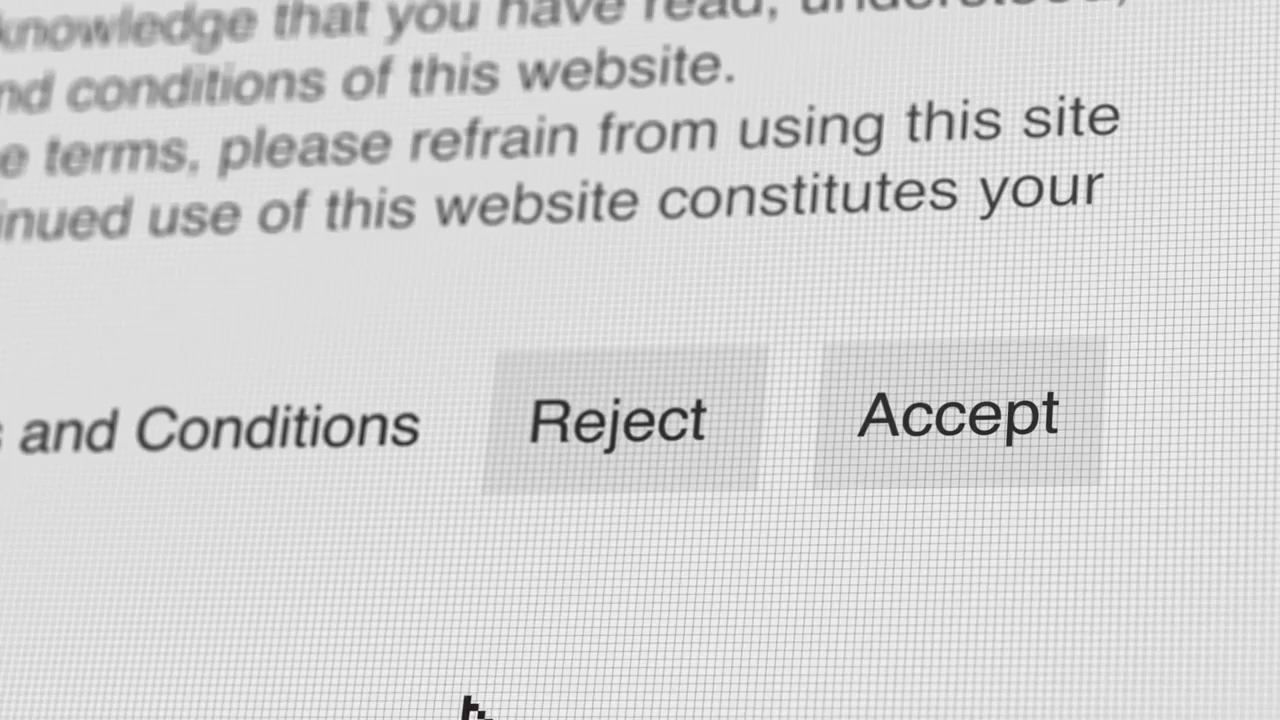 knowledge that you have read, understood,
nd conditions of this website.
e terms, please refrain from using this site
inued use of this website constitutes your
s and Conditions Reject Accept